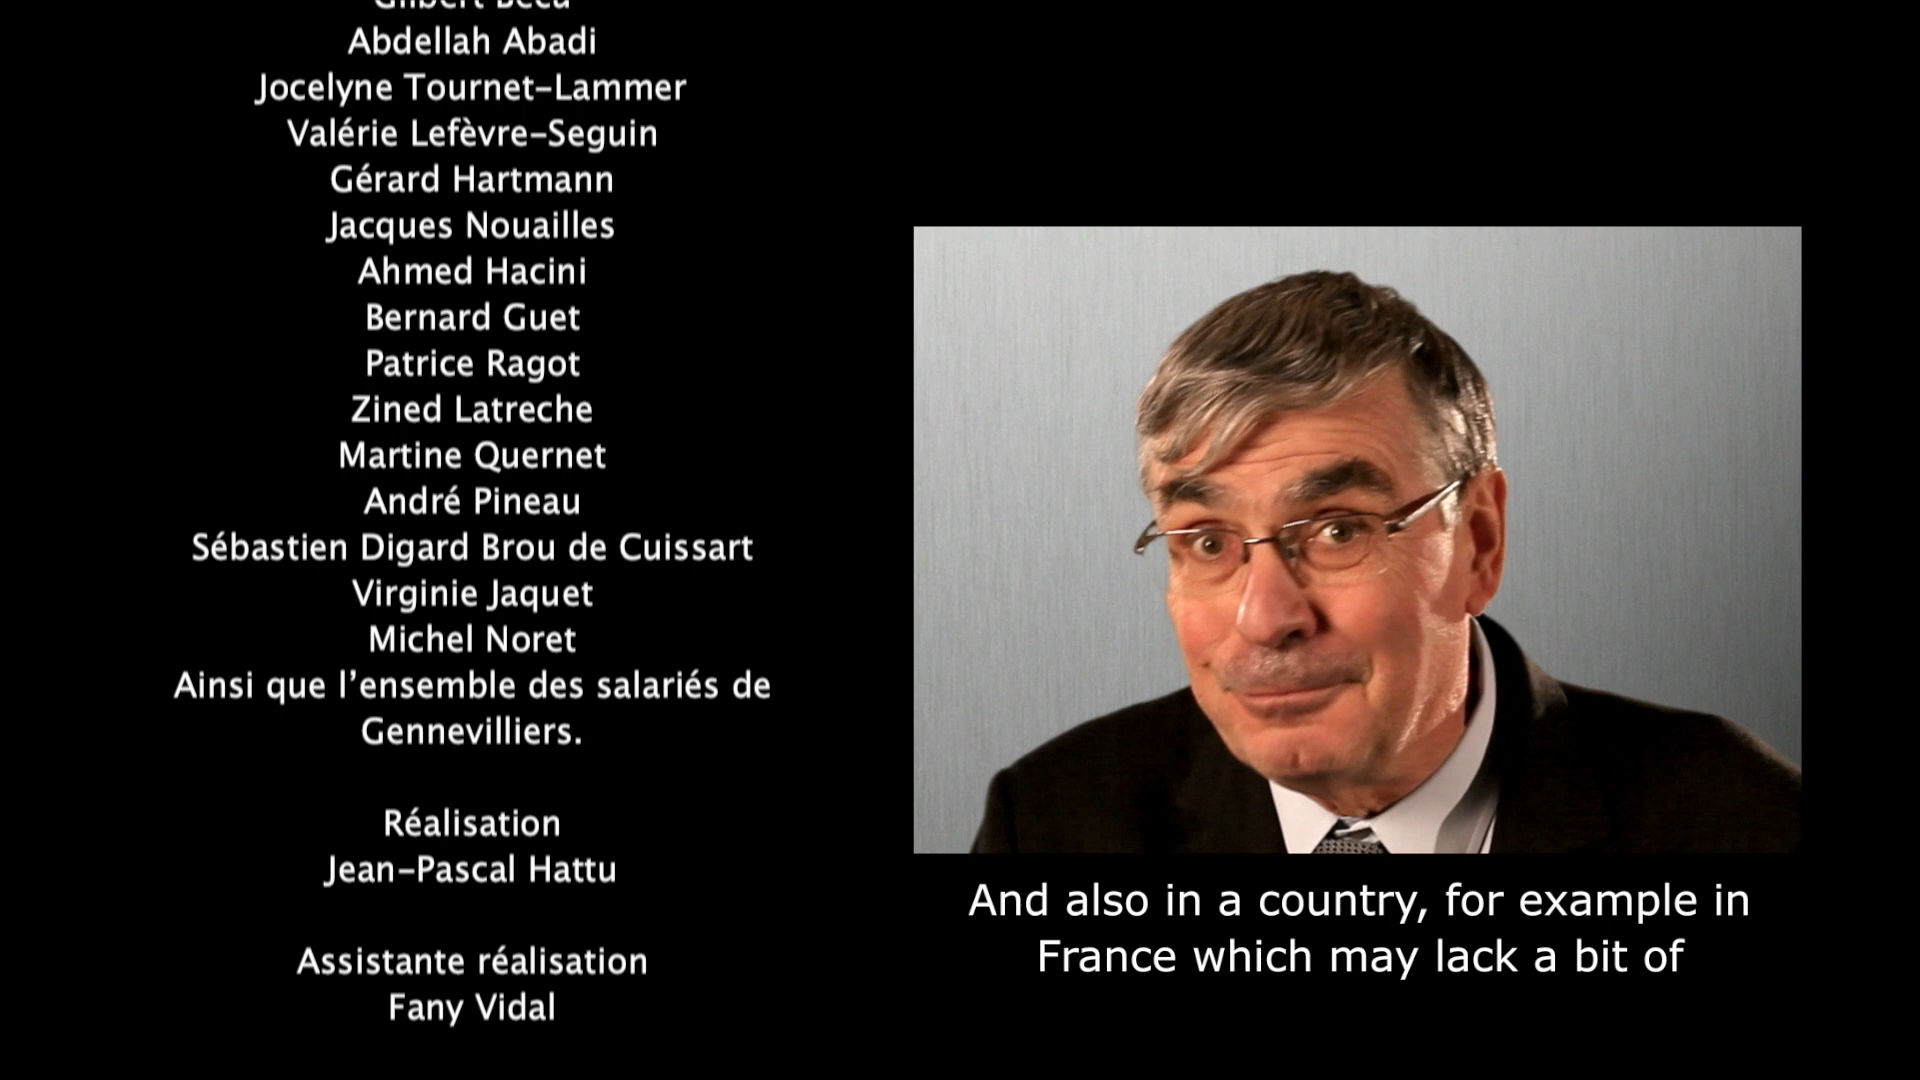 Abdellah Abadi
Jocelyne Tournet-Lammer
Valérie Lefèvre-Seguin
Gérard Hartmann
Jacques Nouailles
Ahmed Hacini
Bernard Guet
Patrice Ragot
Zined Latreche
Martine Quernet
André Pineau
Sébastien Digard Brou de Cuissart
Virginie Jaquet
Michel Noret
Ainsi que l’ensemble des salariés de
Gennevilliers.
Réalisation
Jean-Pascal Hattu
Assistante réalisation
Fany Vidal
And also in a country, for example in
France which may lack a bit of